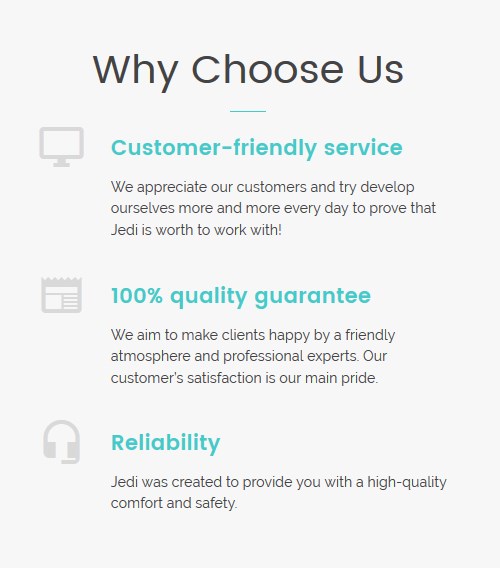 Why Choose Us
Customer-friendly service
We appreciate our customers and try develop
ourselves more and more every day to prove that
Jedi is worth to work with!
100% quality guarantee
We aim to make clients happy by a friendly
atmosphere and professional experts. Our
customer's satisfaction is our main pride.
Reliability
Jedi was created to provide you with a high-quality
comfort and safety.